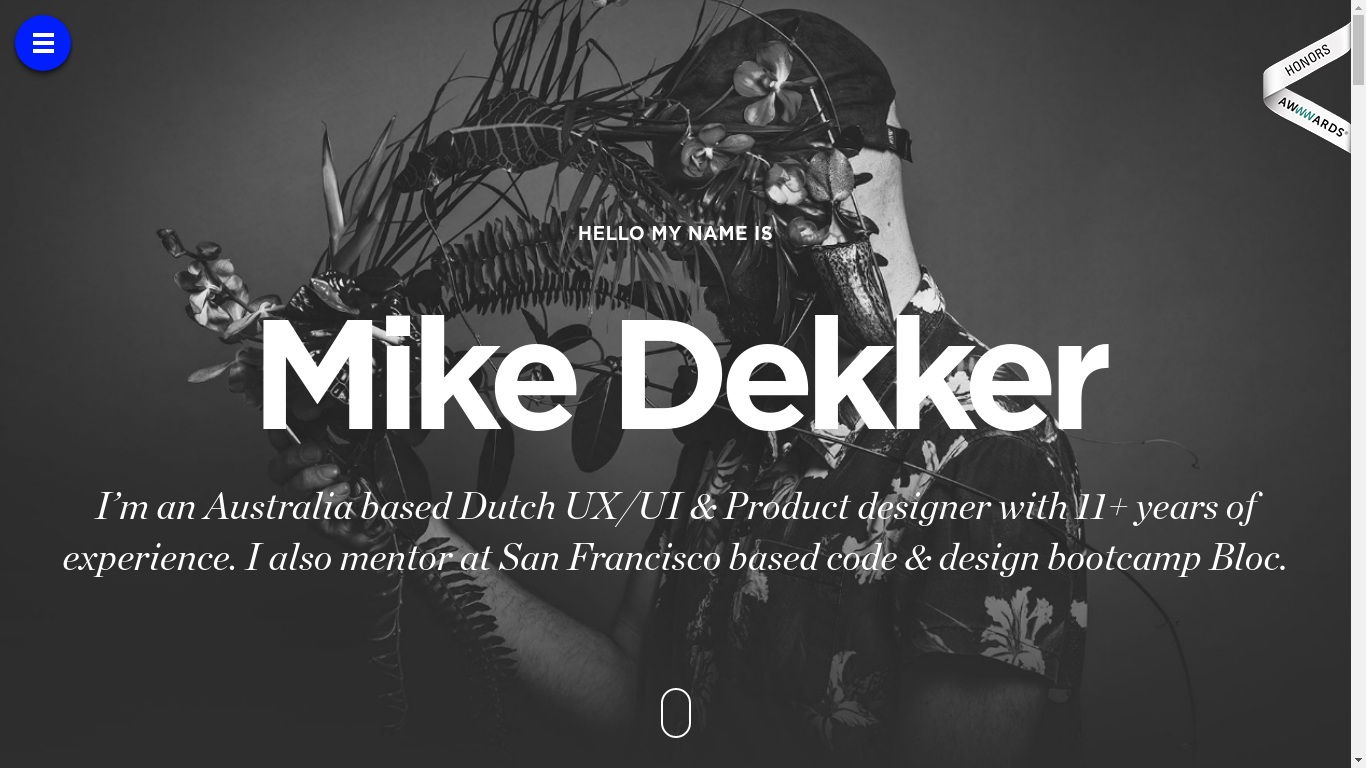 HONORS
AWWWARDS®
HELLO MY NAME IS
Mike Dekker
I’m an Australia based Dutch UX/UI & Product designer with 11+ years of
experience. I also mentor at San Francisco based code & design bootcamp Bloc.